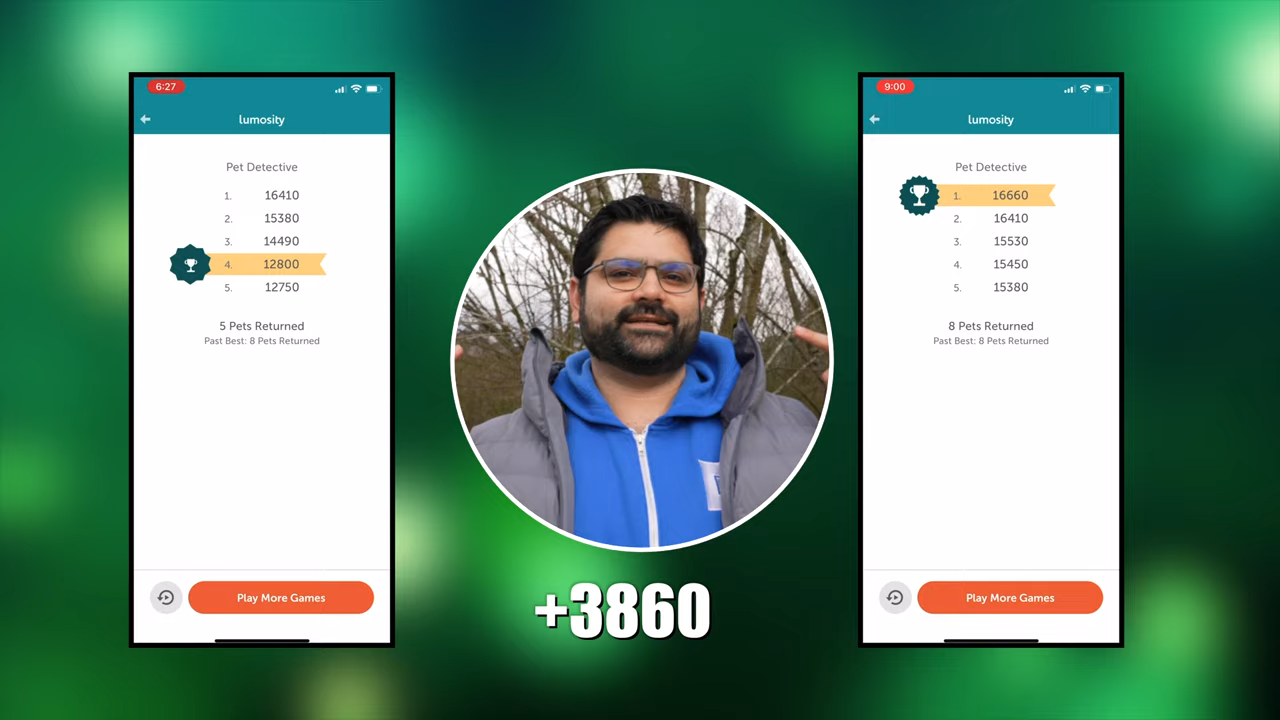 6:27
lumosity
Pet Detective
1. 16410
2. 15380
3. 14490
4. 12800
5. 12750
5 Pets Returned
Past Best: 8 Pets Returned
Play More Games
+3860
9:00
lumosity
Pet Detective
1. 16660
2. 16410
3. 15530
4. 15450
5. 15380
8 Pets Returned
Past Best: 8 Pets Returned
Play More Games